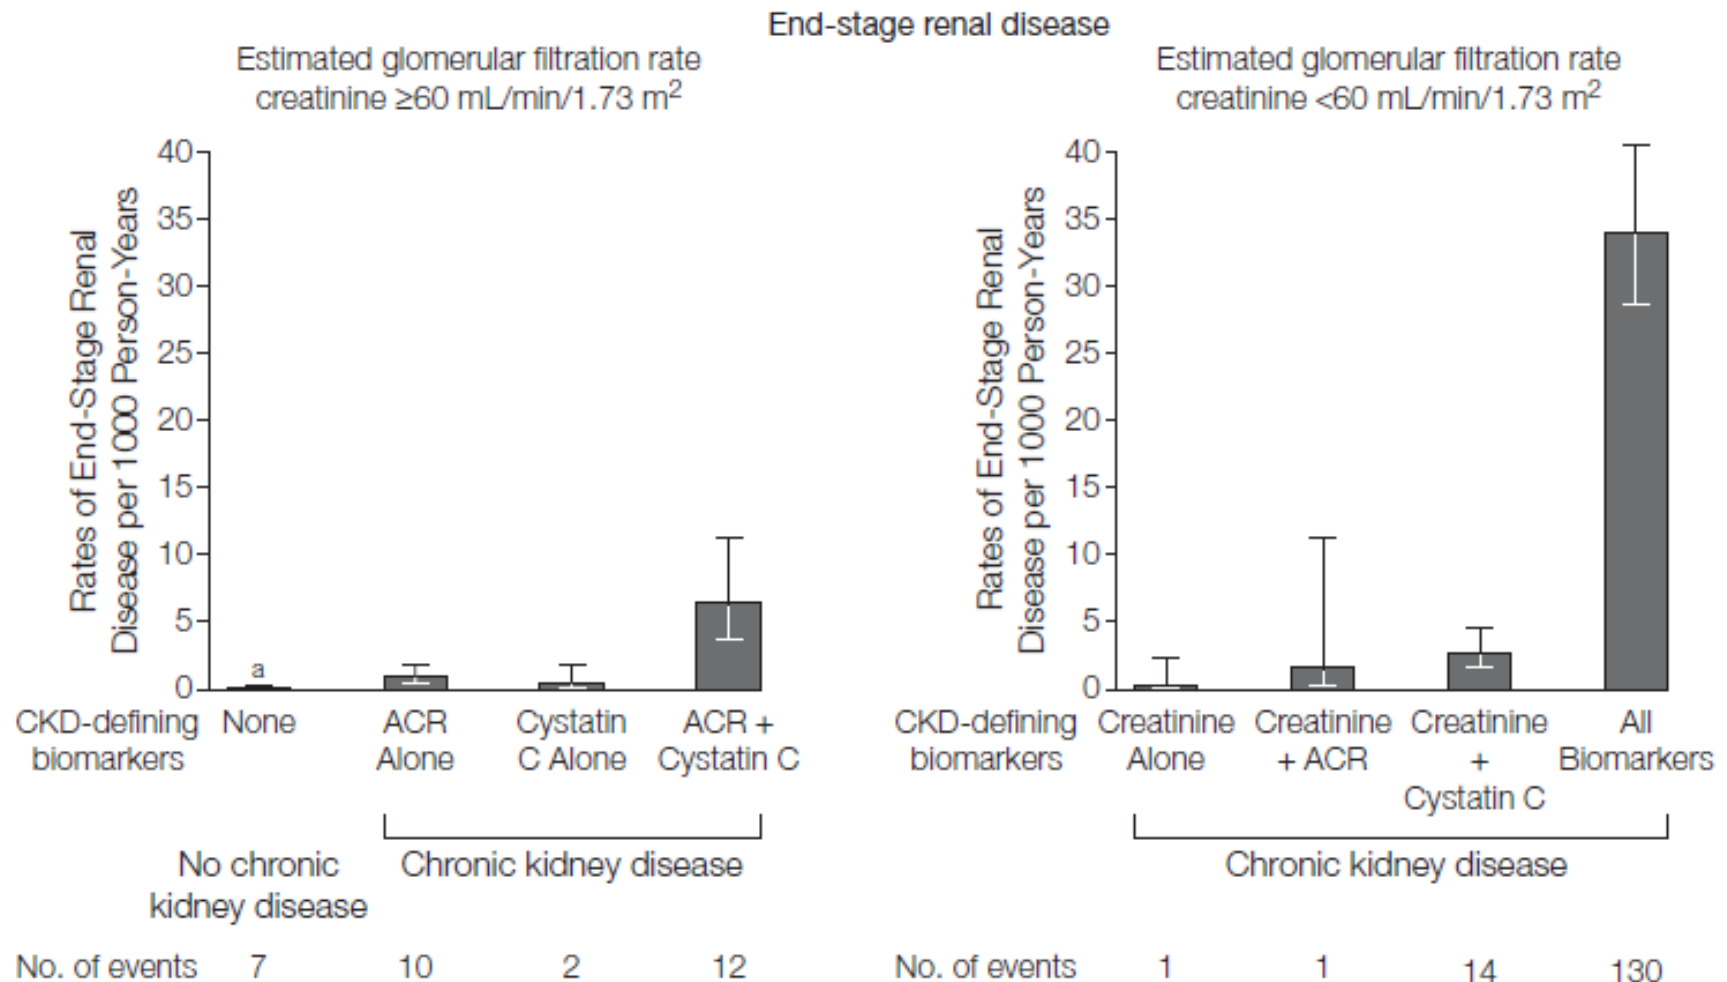 End-stage renal disease
Estimated glomerular filtration rate
creatinine ≥60 mL/min/1.73 m²
40
35
30
25
20
15
10
5
0
Rates of End-Stage Renal
Disease per 1000 Person-Years
a
CKD-defining
biomarkers
None
ACR
Alone
Cystatin
C Alone
ACR +
Cystatin C
No chronic
kidney disease
Chronic kidney disease
No. of events 7 10 2 12
Estimated glomerular filtration rate
creatinine <60 mL/min/1.73 m²
40
35
30
25
20
15
10
5
0
Rates of End-Stage Renal
Disease per 1000 Person-Years
CKD-defining
biomarkers
Creatinine
Alone
Creatinine
+ ACR
Creatinine
+
Cystatin C
All
Biomarkers
Chronic kidney disease
No. of events 1 1 14 130